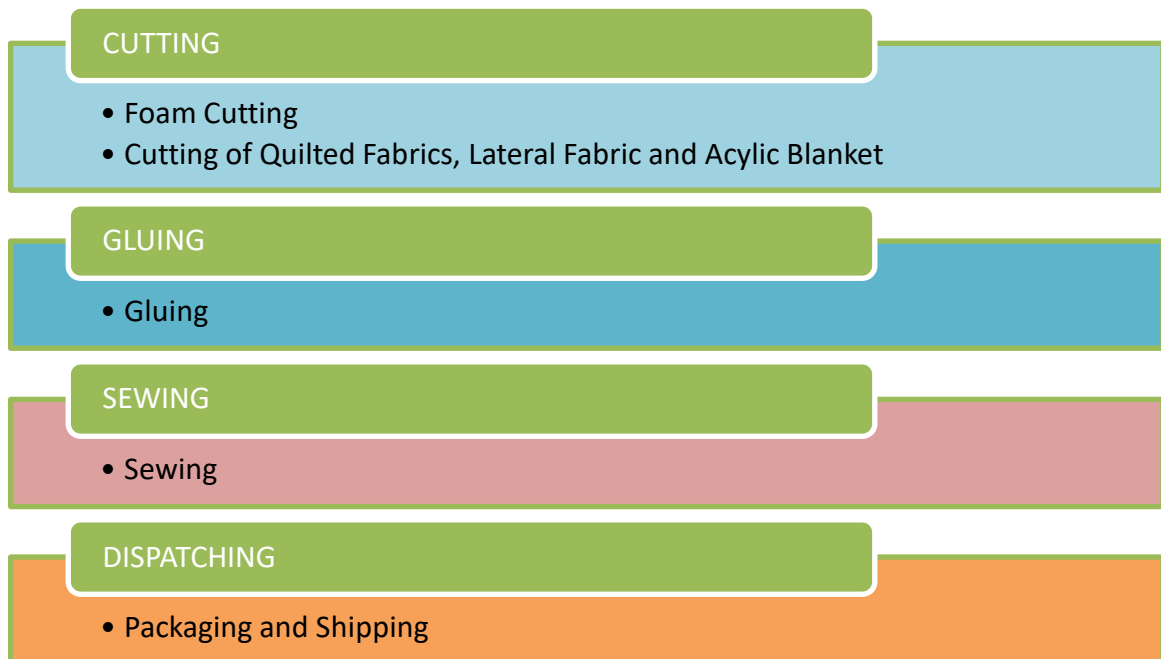 CUTTING
• Foam Cutting
• Cutting of Quilted Fabrics, Lateral Fabric and Acylic Blanket
GLUING
• Gluing
SEWING
• Sewing
DISPATCHING
• Packaging and Shipping